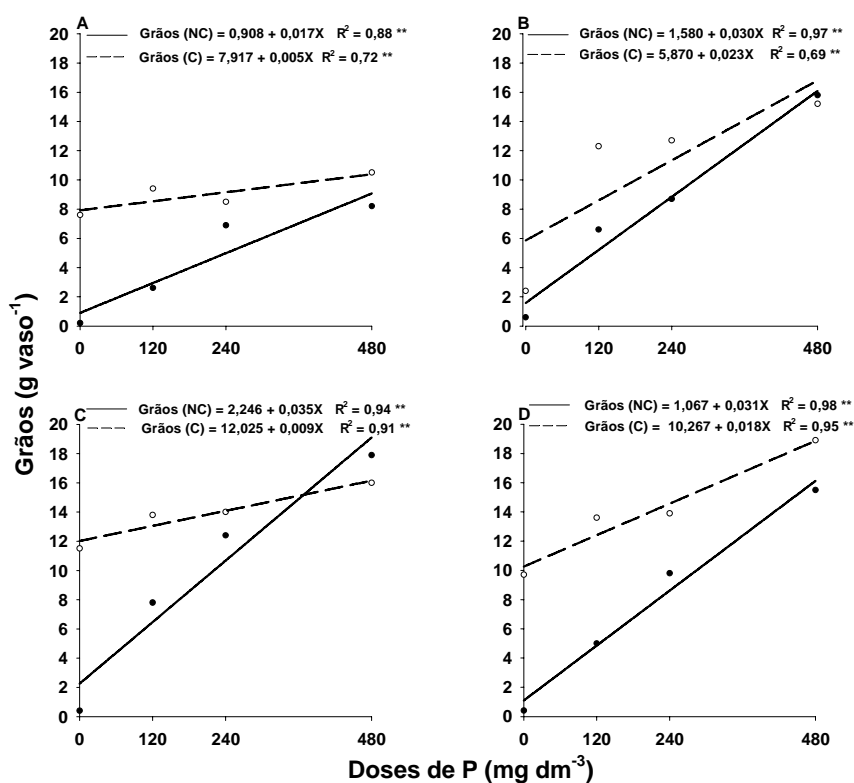 A
Grãos (NC) = 0,908 + 0,017X R² = 0,88 **
Grãos (C) = 7,917 + 0,005X R² = 0,72 **
20
18
16
14
12
10
8
6
4
2
0
0 120 240 480
B
Grãos (NC) = 1,580 + 0,030X R² = 0,97 **
Grãos (C) = 5,870 + 0,023X R² = 0,69 **
20
18
16
14
12
10
8
6
4
2
0
0 120 240 480
Grãos (g vaso⁻¹)
C
Grãos (NC) = 2,246 + 0,035X R² = 0,94 **
Grãos (C) = 12,025 + 0,009X R² = 0,91 **
20
18
16
14
12
10
8
6
4
2
0
0 120 240 480
D
Grãos (NC) = 1,067 + 0,031X R² = 0,98 **
Grãos (C) = 10,267 + 0,018X R² = 0,95 **
20
18
16
14
12
10
8
6
4
2
0
0 120 240 480
Doses de P (mg dm⁻³)